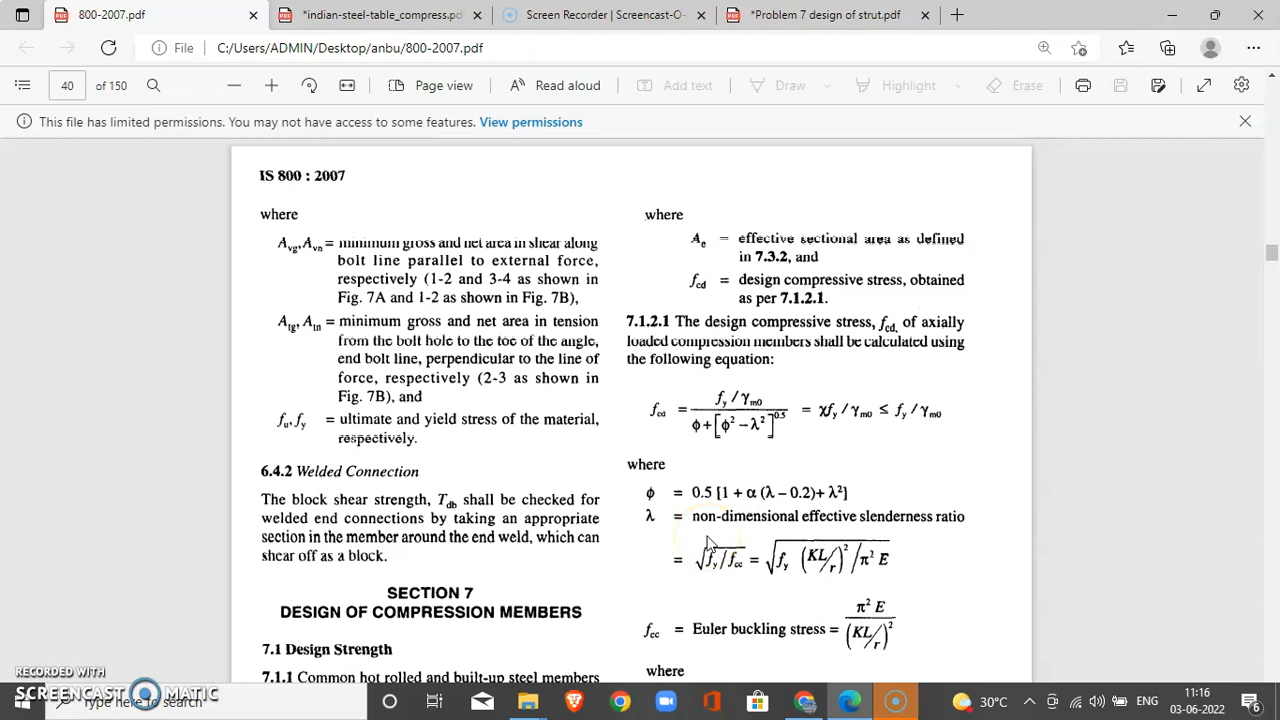 800-2007.pdf
*indian-steel-table_compress.pdf
Screen Recorder | Screencast-O-
*Problem 7 design of strut.pdf
File
C:/Users/ADMIN/Desktop/anbu/800-2007.pdf
40 of 150
Page view
Read aloud
Add text
Draw
Highlight
Erase
This file has limited permissions. You may not have access to some features. View permissions
IS 800 : 2007
where
A_vg, A_vn = minimum gross and net area in shear along
bolt line parallel to external force,
respectively (1-2 and 3-4 as shown in
Fig. 7A and 1-2 as shown in Fig. 7B),
A_tg, A_tn = minimum gross and net area in tension
from the bolt hole to the toe of the angle,
end bolt line, perpendicular to the line of
force, respectively (2-3 as shown in
Fig. 7B), and
f_u, f_y = ultimate and yield stress of the material,
respectively.
6.4.2 Welded Connection
The block shear strength, T_db shall be checked for
welded end connections by taking an appropriate
section in the member around the end weld, which can
shear off as a block.
SECTION 7
DESIGN OF COMPRESSION MEMBERS
7.1 Design Strength
7.1.1 Common hot rolled and built-up steel members
where
A_e = effective sectional area as defined
in 7.3.2, and
f_cd = design compressive stress, obtained
as per 7.1.2.1.
7.1.2.1 The design compressive stress, f_cd, of axially
loaded compression members shall be calculated using
the following equation:
f_cd = (f_y / γ_m0) / (ϕ + [ϕ² – λ²]^0.5) = χf_y / γ_m0 ≤ f_y / γ_m0
where
ϕ = 0.5 [1 + α (λ – 0.2)+ λ²]
λ = non-dimensional effective slenderness ratio
= √(f_y / f_cc) = √(f_y (KL/r)² / π² E)
f_cc = Euler buckling stress = π² E / (KL/r)²
where
RECORDED WITH
SCREENCAST MATIC
Type here to search
30°C
ENG
11:16
03-06-2022
6